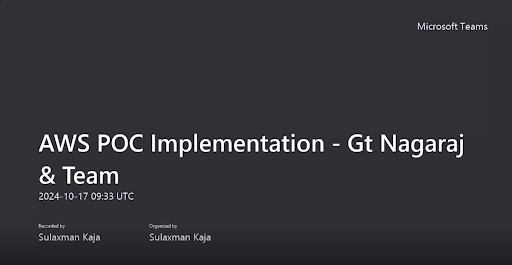 Microsoft Teams
AWS POC Implementation - Gt Nagaraj
& Team
2024-10-17 09:33 UTC
Recorded by Organized by
Sulaxman Kaja Sulaxman Kaja